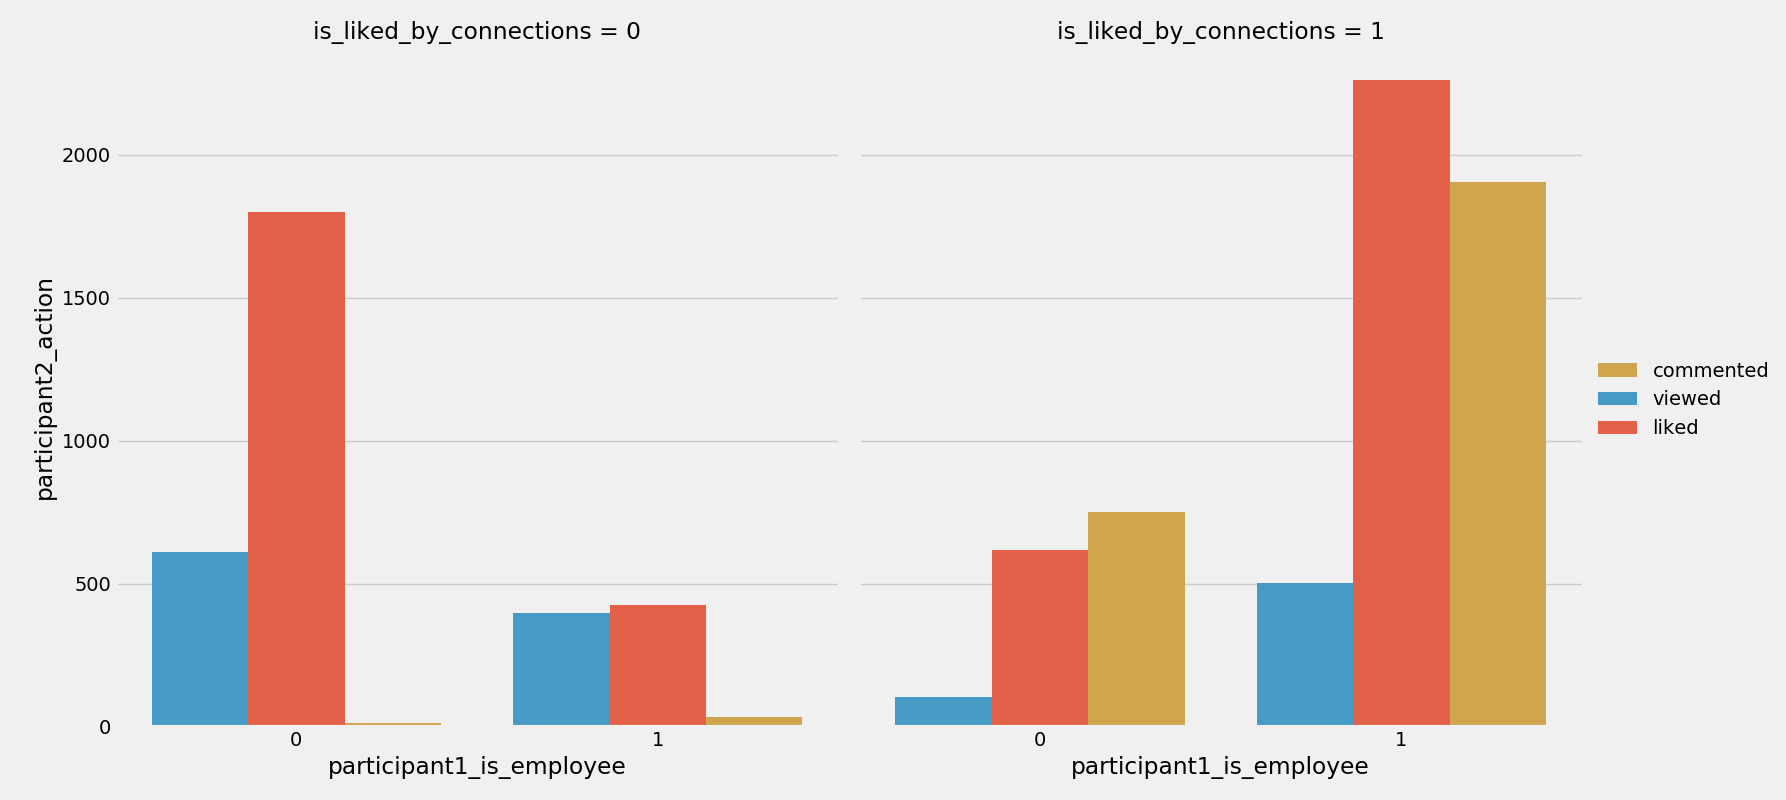 is_liked_by_connections = 0
is_liked_by_connections = 1
participant2_action
2000
1500
1000
500
0
0
1
0
1
participant1_is_employee
participant1_is_employee
commented
viewed
liked